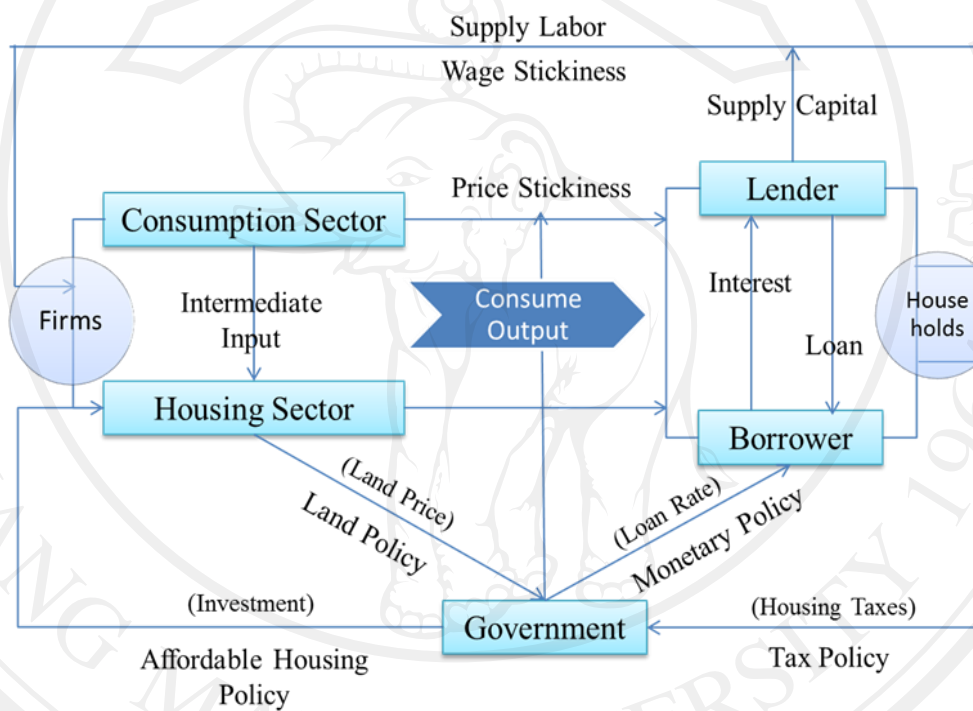 Supply Labor
Wage Stickiness
Supply Capital
Price Stickiness
Lender
Consumption Sector
Firms
Intermediate
Input
Consume
Output
Interest
Loan
House
holds
Housing Sector
Borrower
(Land Price)
Land Policy
(Loan Rate)
Monetary Policy
(Investment)
Government
(Housing Taxes)
Affordable Housing
Policy
Tax Policy